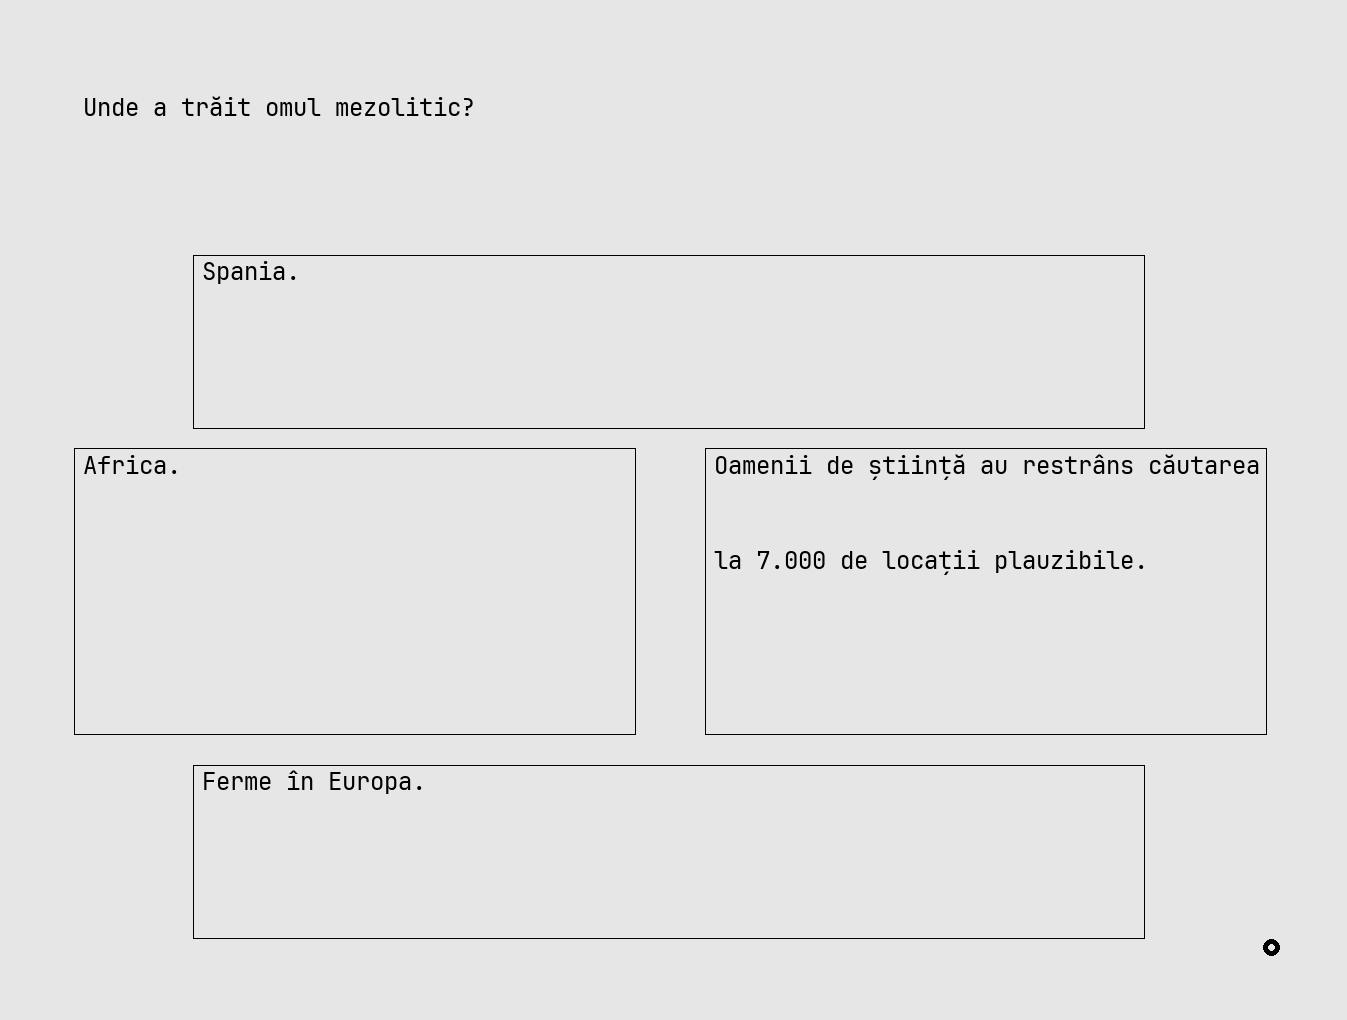 Unde a trăit omul mezolitic?
Spania.
Africa.
Oamenii de știință au restrâns căutarea
la 7.000 de locații plauzibile.
Ferme în Europa.